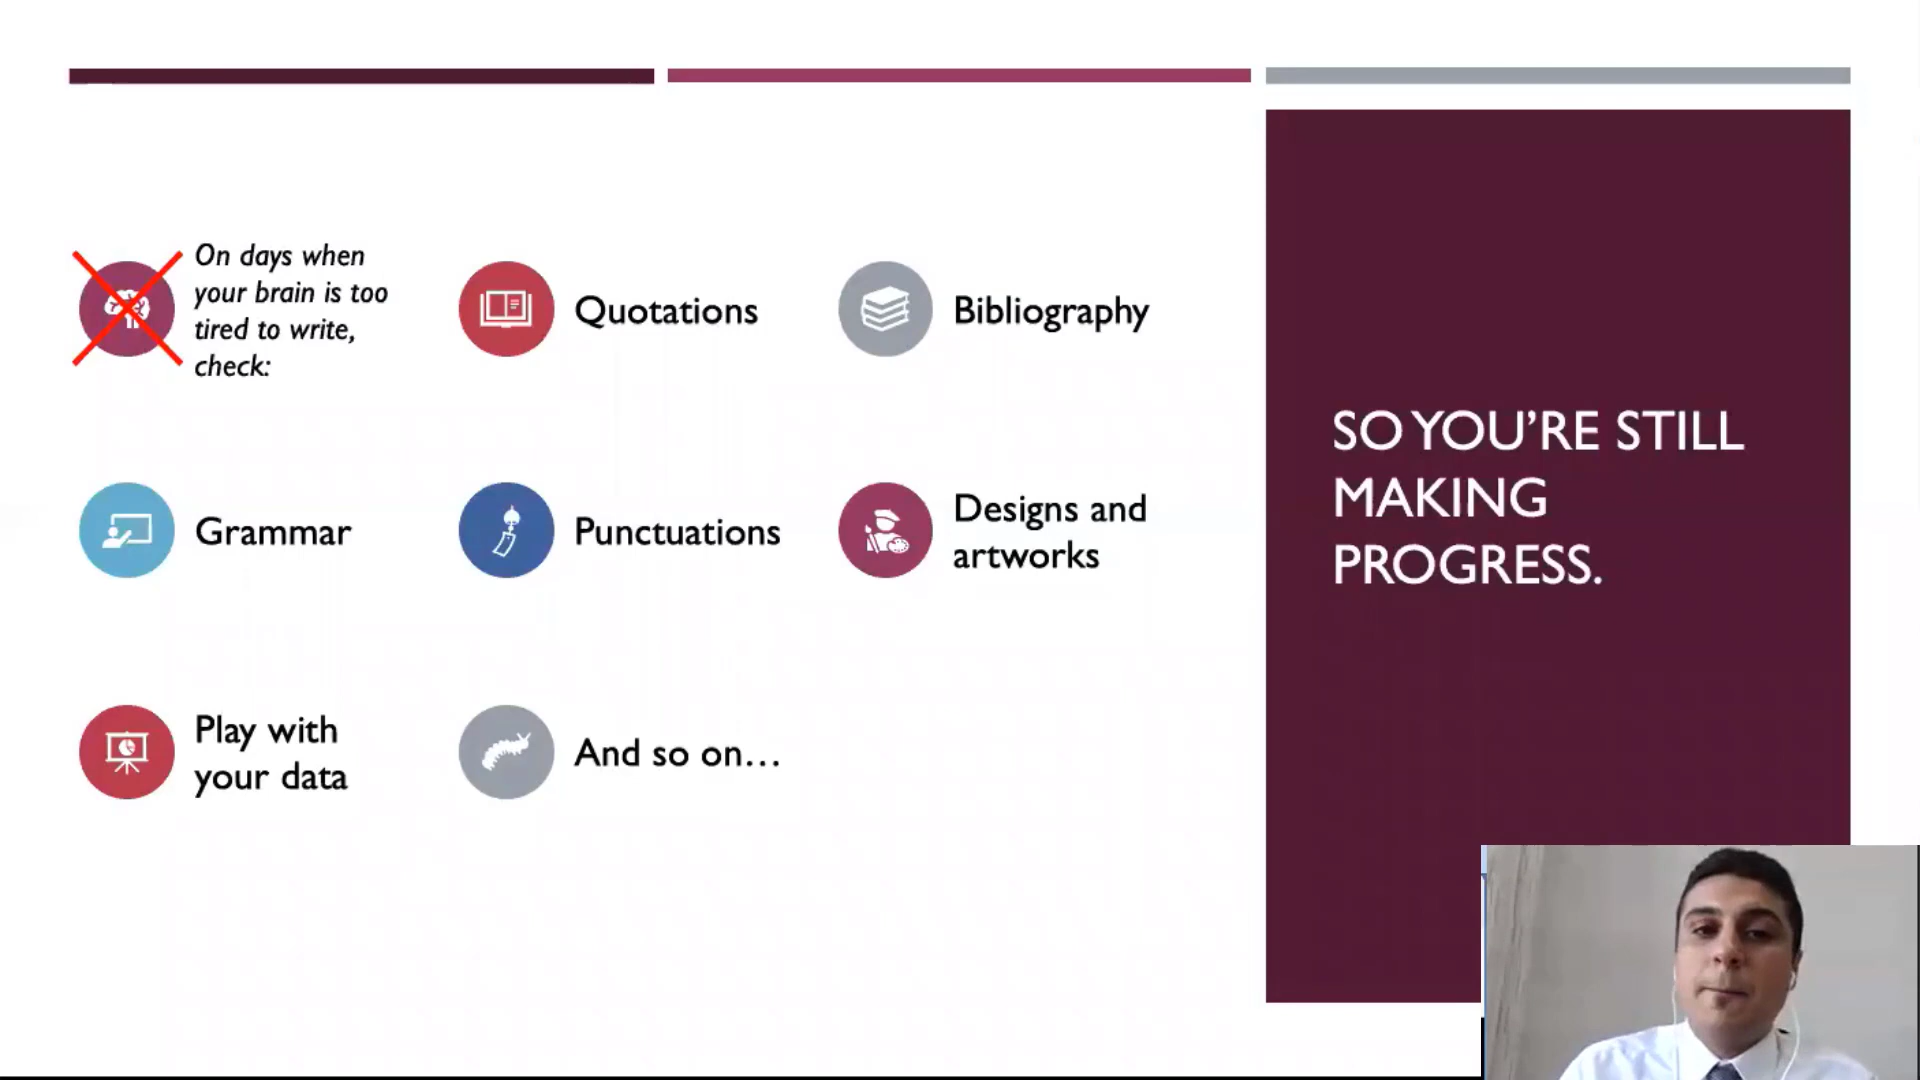 On days when
your brain is too
tired to write,
check:
Quotations
Bibliography
Grammar
Punctuations
Designs and
artworks
Play with
your data
And so on...
SO YOU'RE STILL
MAKING
PROGRESS.